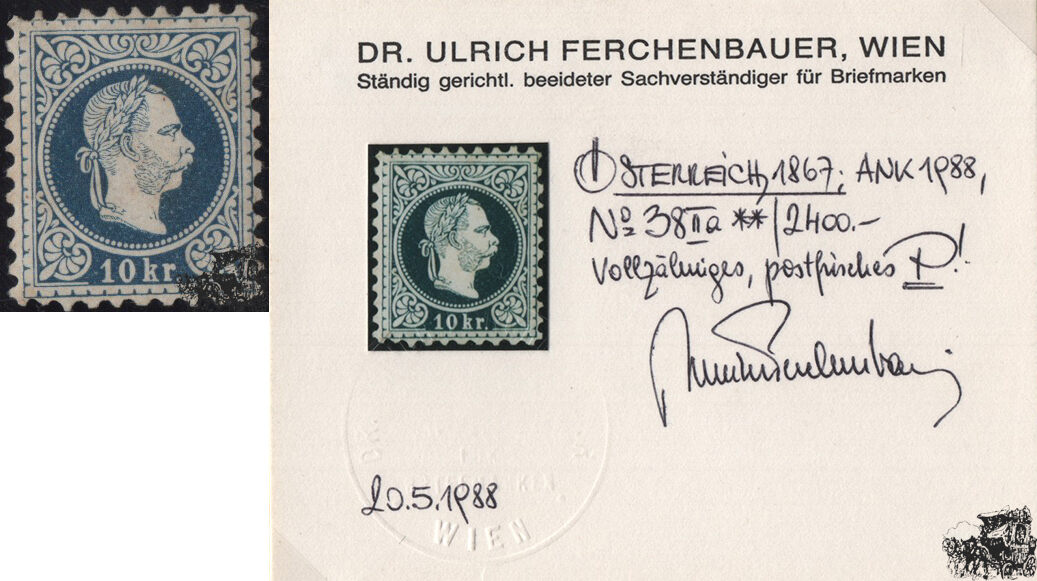 10 kr.
DR. ULRICH FERCHENBAUER, WIEN
Ständig gerichtl. beeideter Sachverständiger für Briefmarken
10 kr.
ÖSTERREICH, 1867; ANK 1988,
No 38IIa **/2400.-
Vollzähniges, postfrisches P!
20.5.1988
WIEN